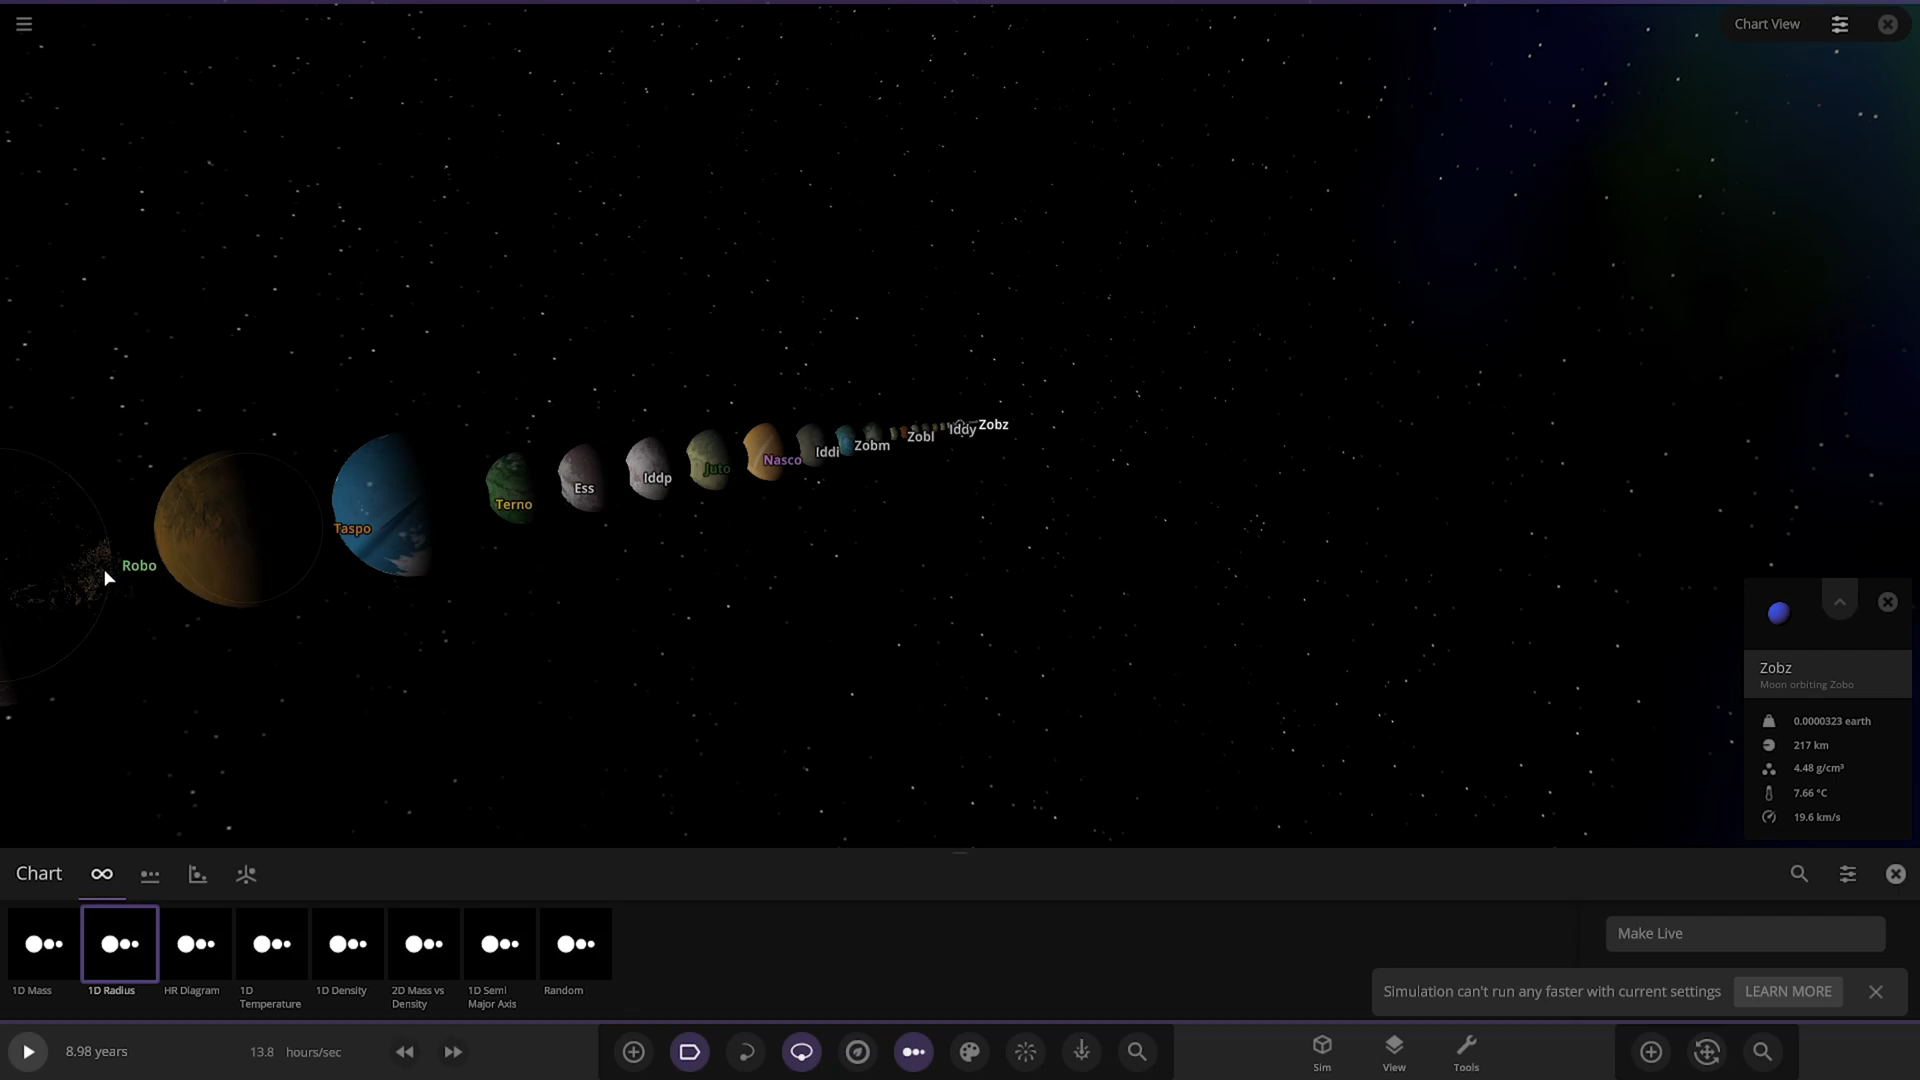 Chart View
Zobz
Iddy
Zobl
Zobm
Iddi
Nasco
Juto
Iddp
Ess
Terno
Taspo
Robo
Zobz
Moon orbiting Zobo
0.0000323 earth
217 km
4.48 g/cm³
7.66 °C
19.6 km/s
Chart
1D Mass
1D Radius
HR Diagram
1D Temperature
1D Density
2D Mass vs Density
1D Semi Major Axis
Random
Make Live
Simulation can't run any faster with current settings LEARN MORE
8.98 years
13.8 hours/sec
Sim
View
Tools